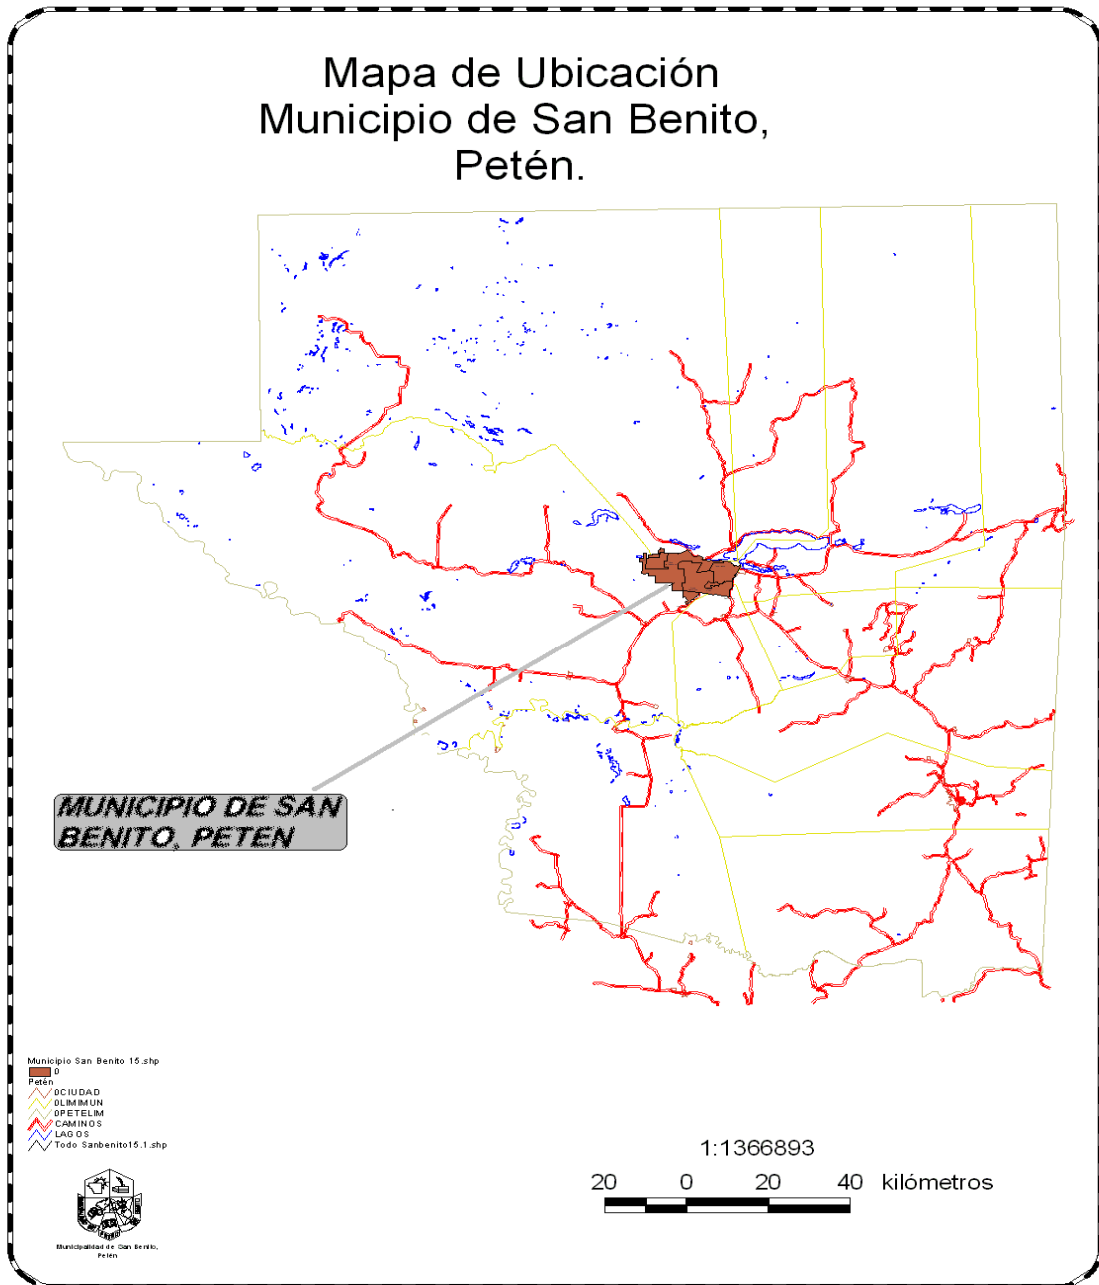 Mapa de Ubicación
Municipio de San Benito,
Petén.
MUNICIPIO DE SAN
BENITO, PETEN
Municipio San Benito 15.shp
0
Petén
0CIUDAD
0LIMIMUN
0PETELIM
CAMINOS
LAGOS
Todo Sanbenito15.1.shp
Municipalidad de San Benito,
Petén
1:1366893
20 0 20 40 kilómetros